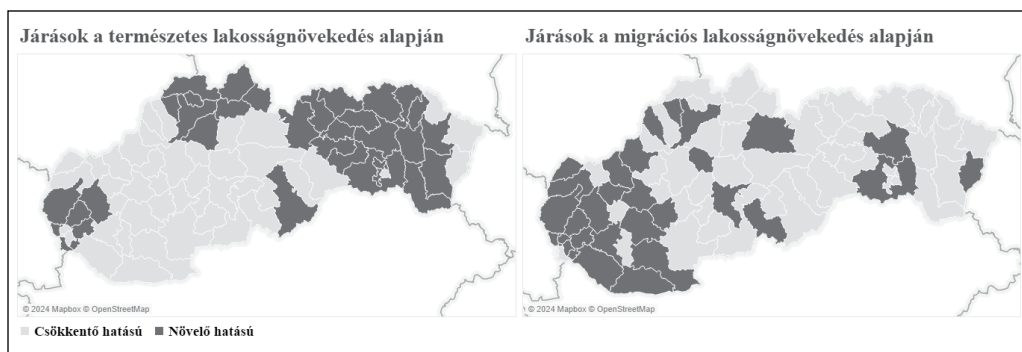 Járások a természetes lakosságnövekedés alapján
Járások a migrációs lakosságnövekedés alapján
© 2024 Mapbox © OpenStreetMap
© 2024 Mapbox © OpenStreetMap
Csökkentő hatású Növelő hatású